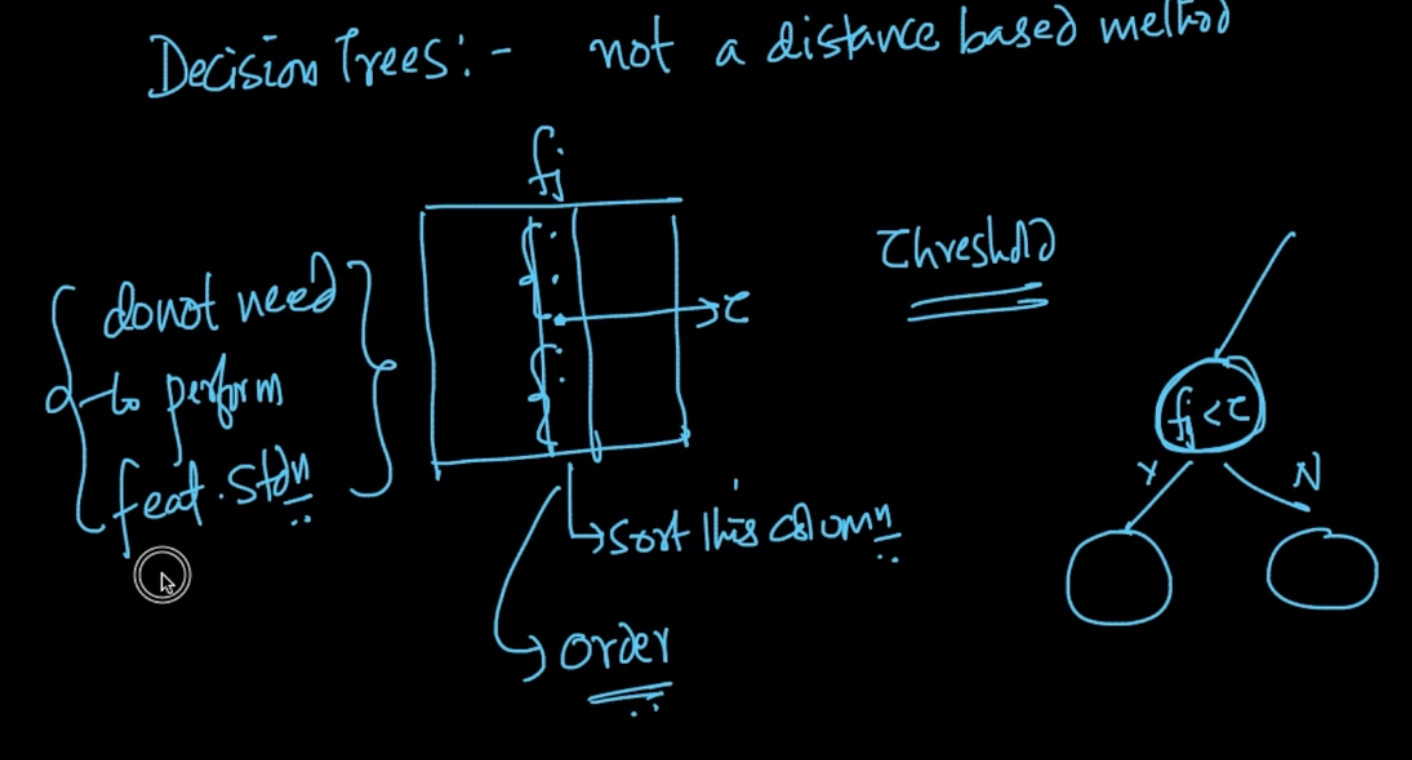 Decision Trees:- not a distance based method
fj
Threshold
do not need
to perform
feat. stdn
τ
fj < τ
Y N
sort this column
order